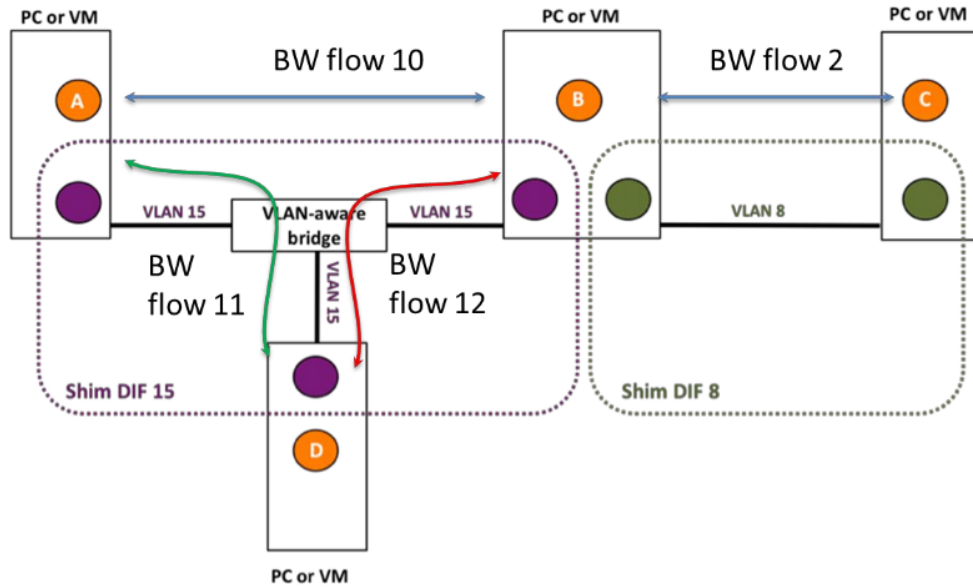 PC or VM
PC or VM
PC or VM
BW flow 10
BW flow 2
A
B
C
VLAN 15
VLAN-aware
bridge
VLAN 15
VLAN 8
BW
flow 11
VLAN 15
BW
flow 12
Shim DIF 15
Shim DIF 8
D
PC or VM